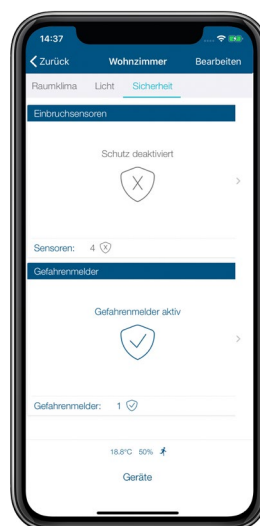 14:37
Zurück Wohnzimmer Bearbeiten
Raumklima Licht Sicherheit
Einbruchsensoren
Schutz deaktiviert
Sensoren: 4
Gefahrenmelder
Gefahrenmelder aktiv
Gefahrenmelder: 1
18.8°C 50%
Geräte